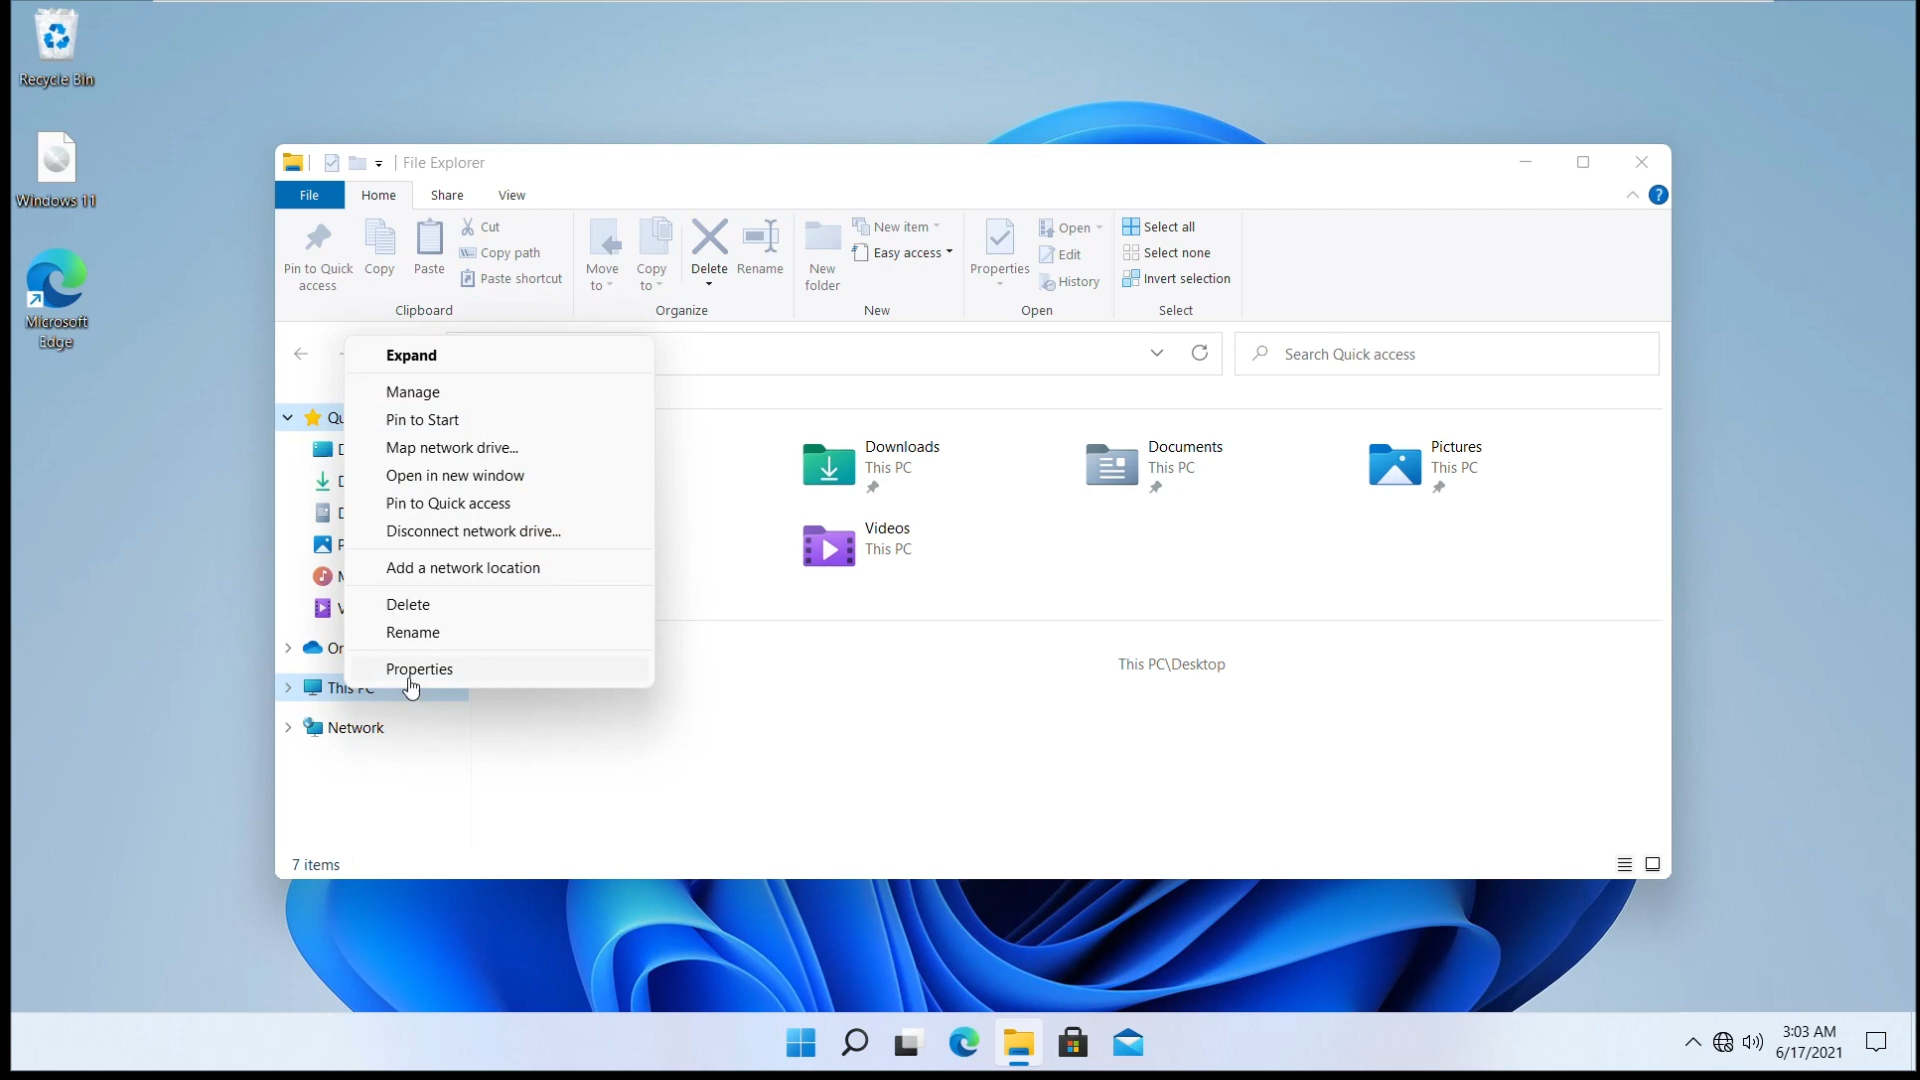 Recycle Bin
Windows 11
Microsoft
Edge
File Explorer
File
Home
Share
View
Pin to Quick
access
Copy
Paste
Cut
Copy path
Paste shortcut
Clipboard
Move
to
Copy
to
Delete
Rename
Organize
New
folder
New item
Easy access
New
Properties
Open
Edit
History
Open
Select all
Select none
Invert selection
Select
Search Quick access
Expand
Manage
Pin to Start
Map network drive...
Open in new window
Pin to Quick access
Disconnect network drive...
Add a network location
Delete
Rename
Properties
This PC
Network
Downloads
This PC
Documents
This PC
Pictures
This PC
Videos
This PC
This PC\Desktop
7 items
3:03 AM
6/17/2021